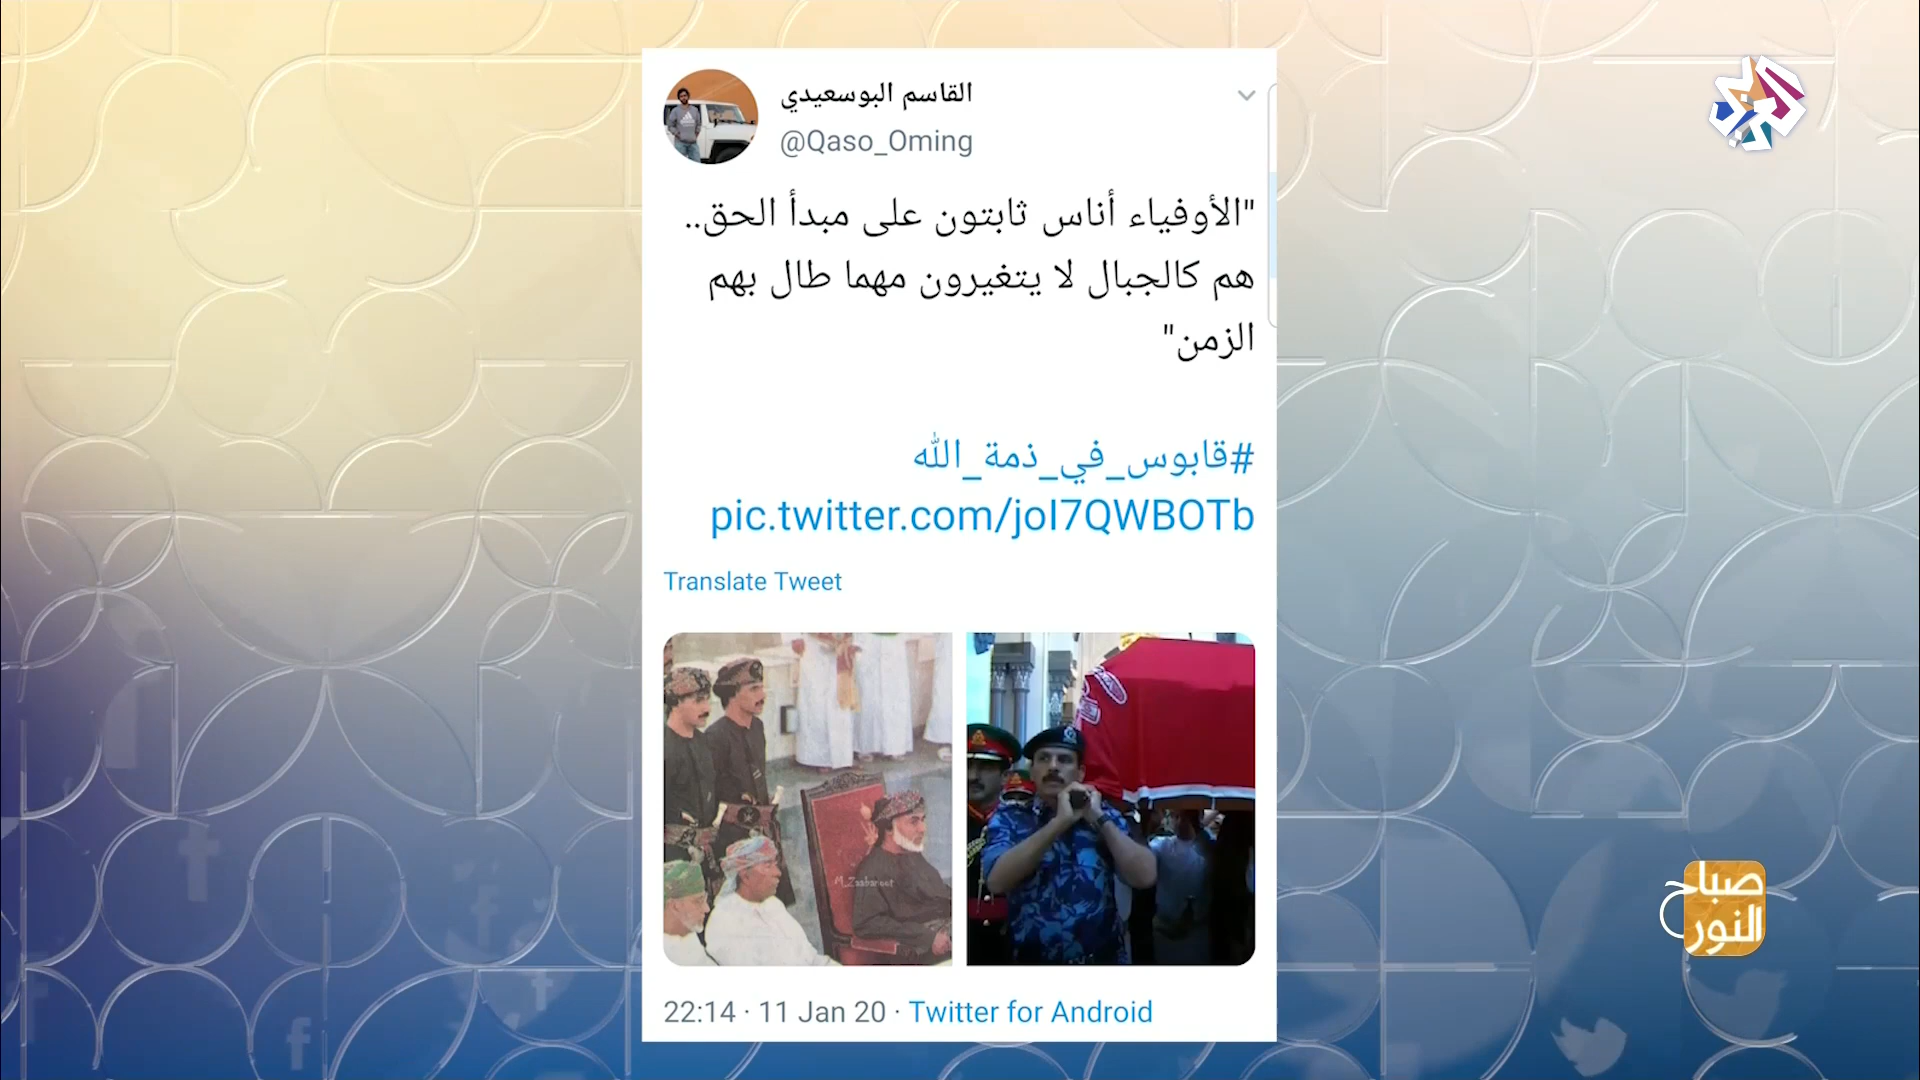 القاسم البوسعيدي
@Qaso_Oming
"الأوفياء أناس ثابتون على مبدأ الحق..
هم كالجبال لا يتغيرون مهما طال بهم
الزمن"
#قابوس_في_ذمة_الله
pic.twitter.com/joI7QWBOTb
Translate Tweet
M_Zaabanoot
22:14 · 11 Jan 20 · Twitter for Android
صباح
النور